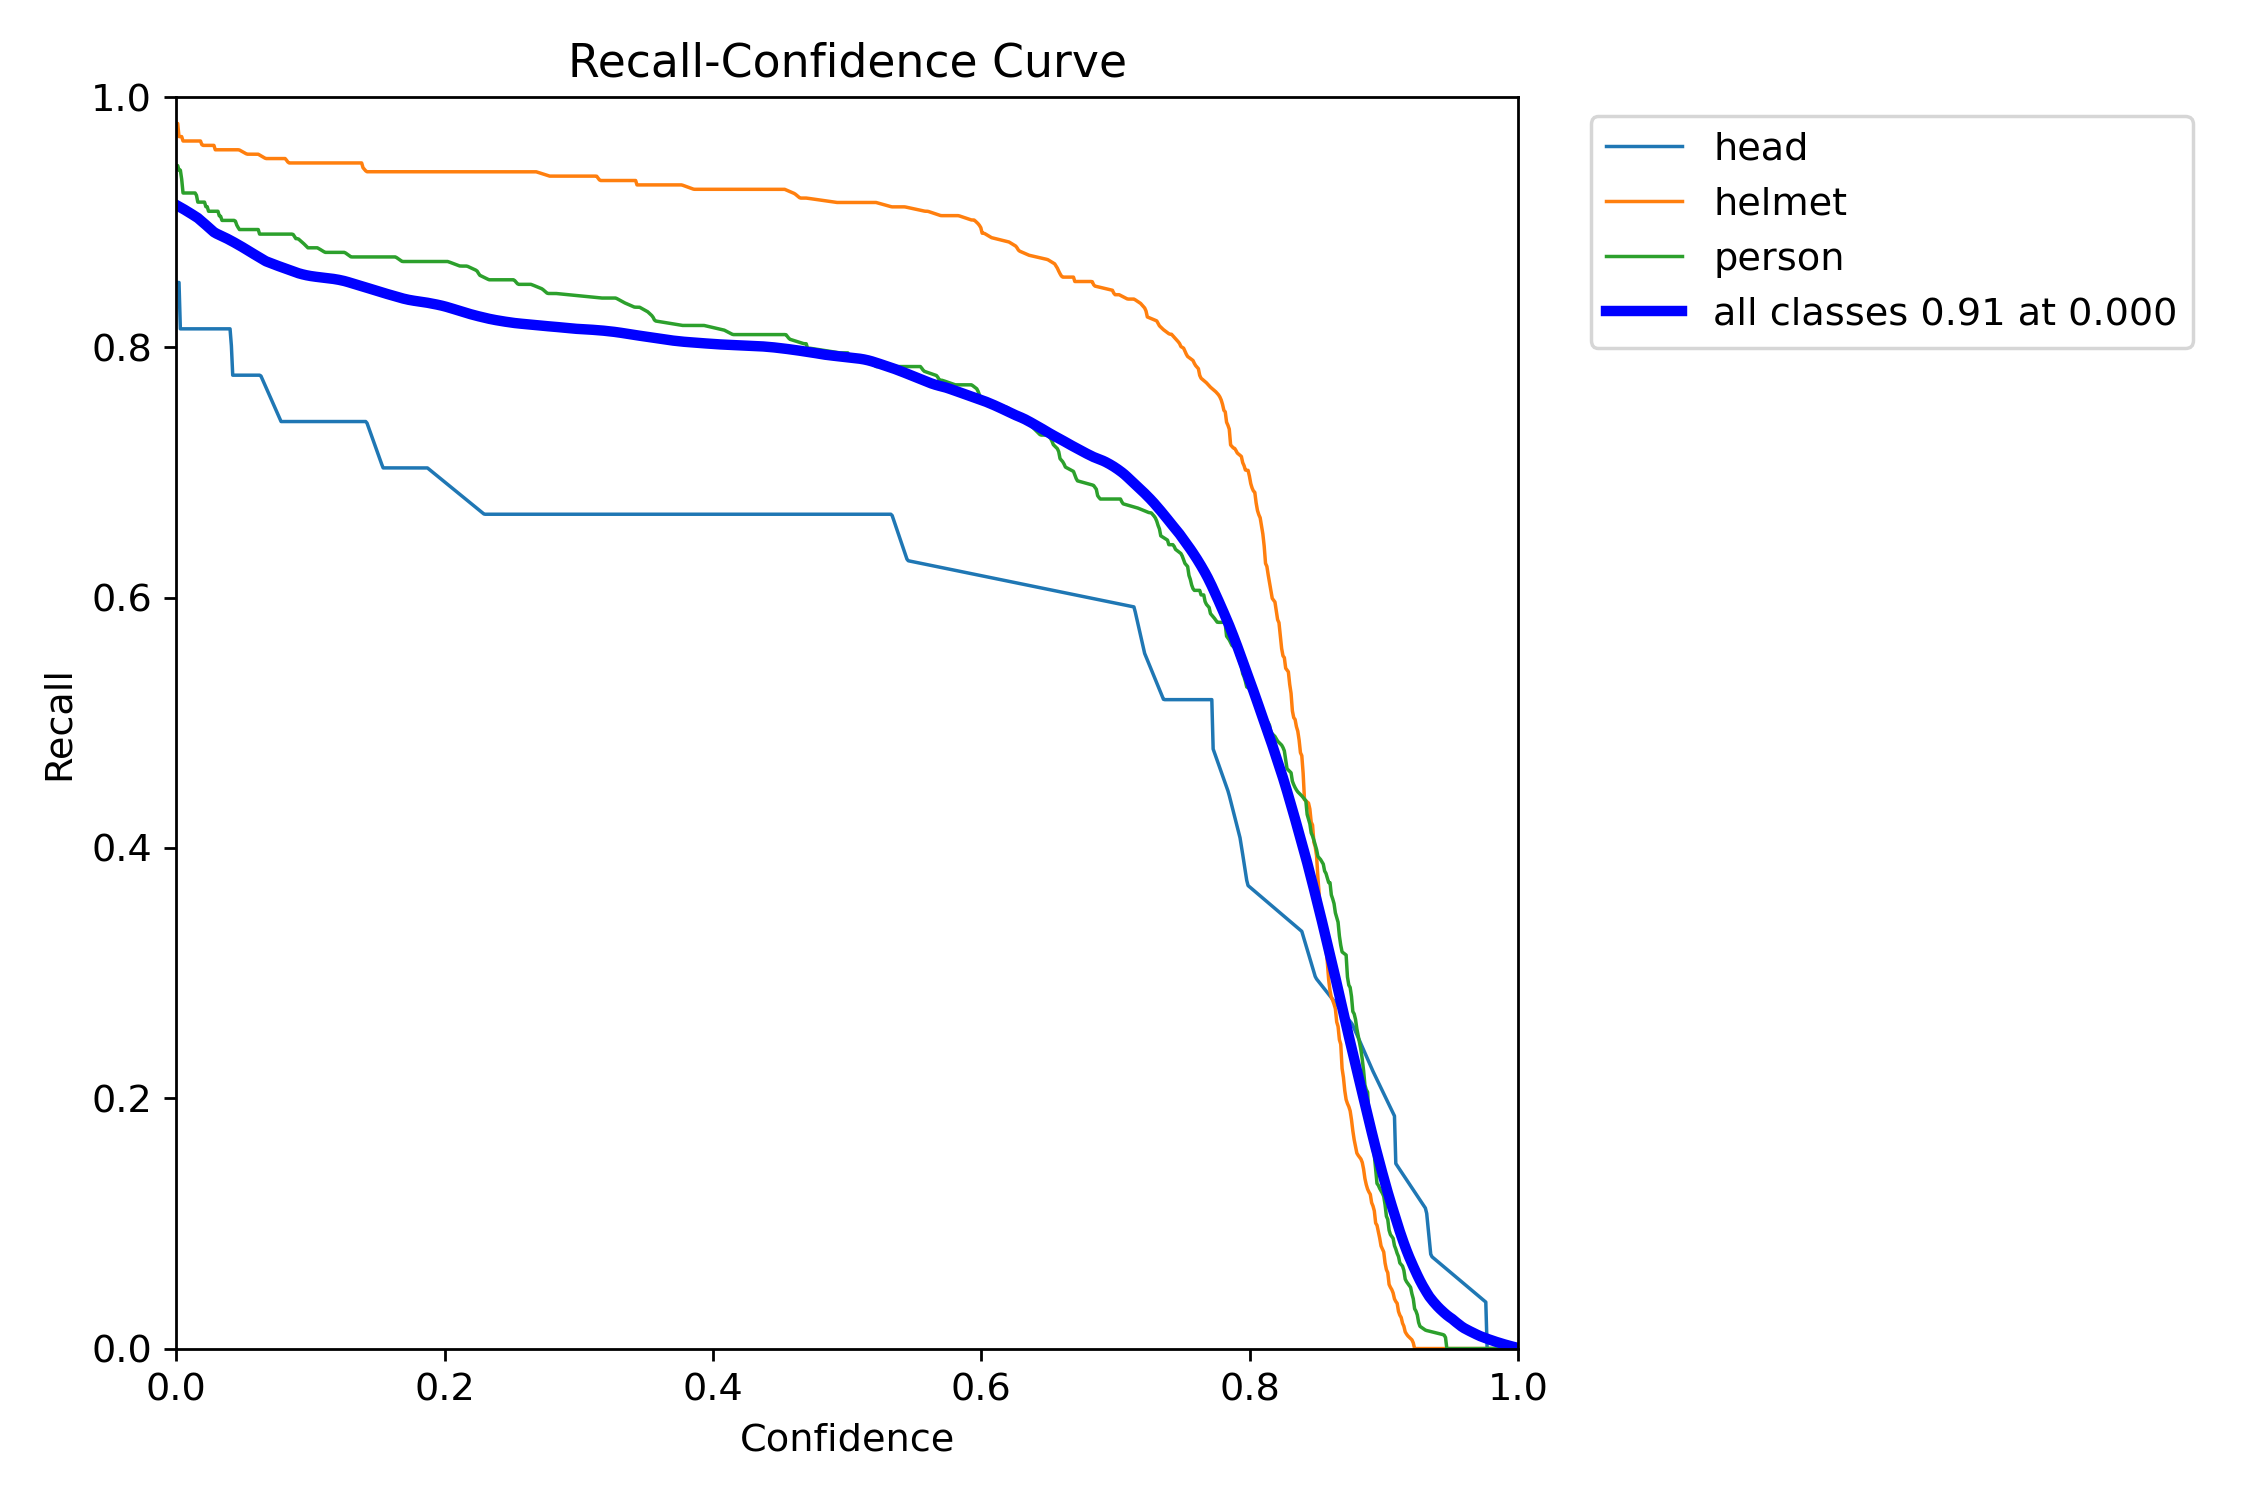 Recall-Confidence Curve
1.0
0.8
0.6
0.4
0.2
0.0
Recall
0.0 0.2 0.4 0.6 0.8 1.0
Confidence
head
helmet
person
all classes 0.91 at 0.000